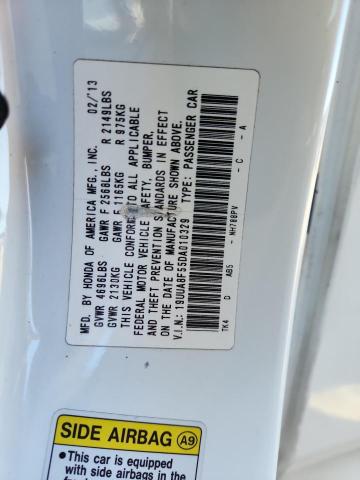 MFD. BY HONDA OF AMERICA MFG., INC. 02/'13
GVWR 4696LBS GAWR F 2568LBS R 2149LBS
GVWR 2130KG GAWR F 1165KG R 975KG
THIS VEHICLE CONFORMS TO ALL APPLICABLE
FEDERAL MOTOR VEHICLE SAFETY, BUMPER,
AND THEFT PREVENTION STANDARDS IN EFFECT
ON THE DATE OF MANUFACTURE SHOWN ABOVE.
V.I.N.: 19UUA8F55DA010329 TYPE: PASSENGER CAR
TK4 D AB5 - NH788PV - C - A
SIDE AIRBAG A9
• This car is equipped
with side airbags in the